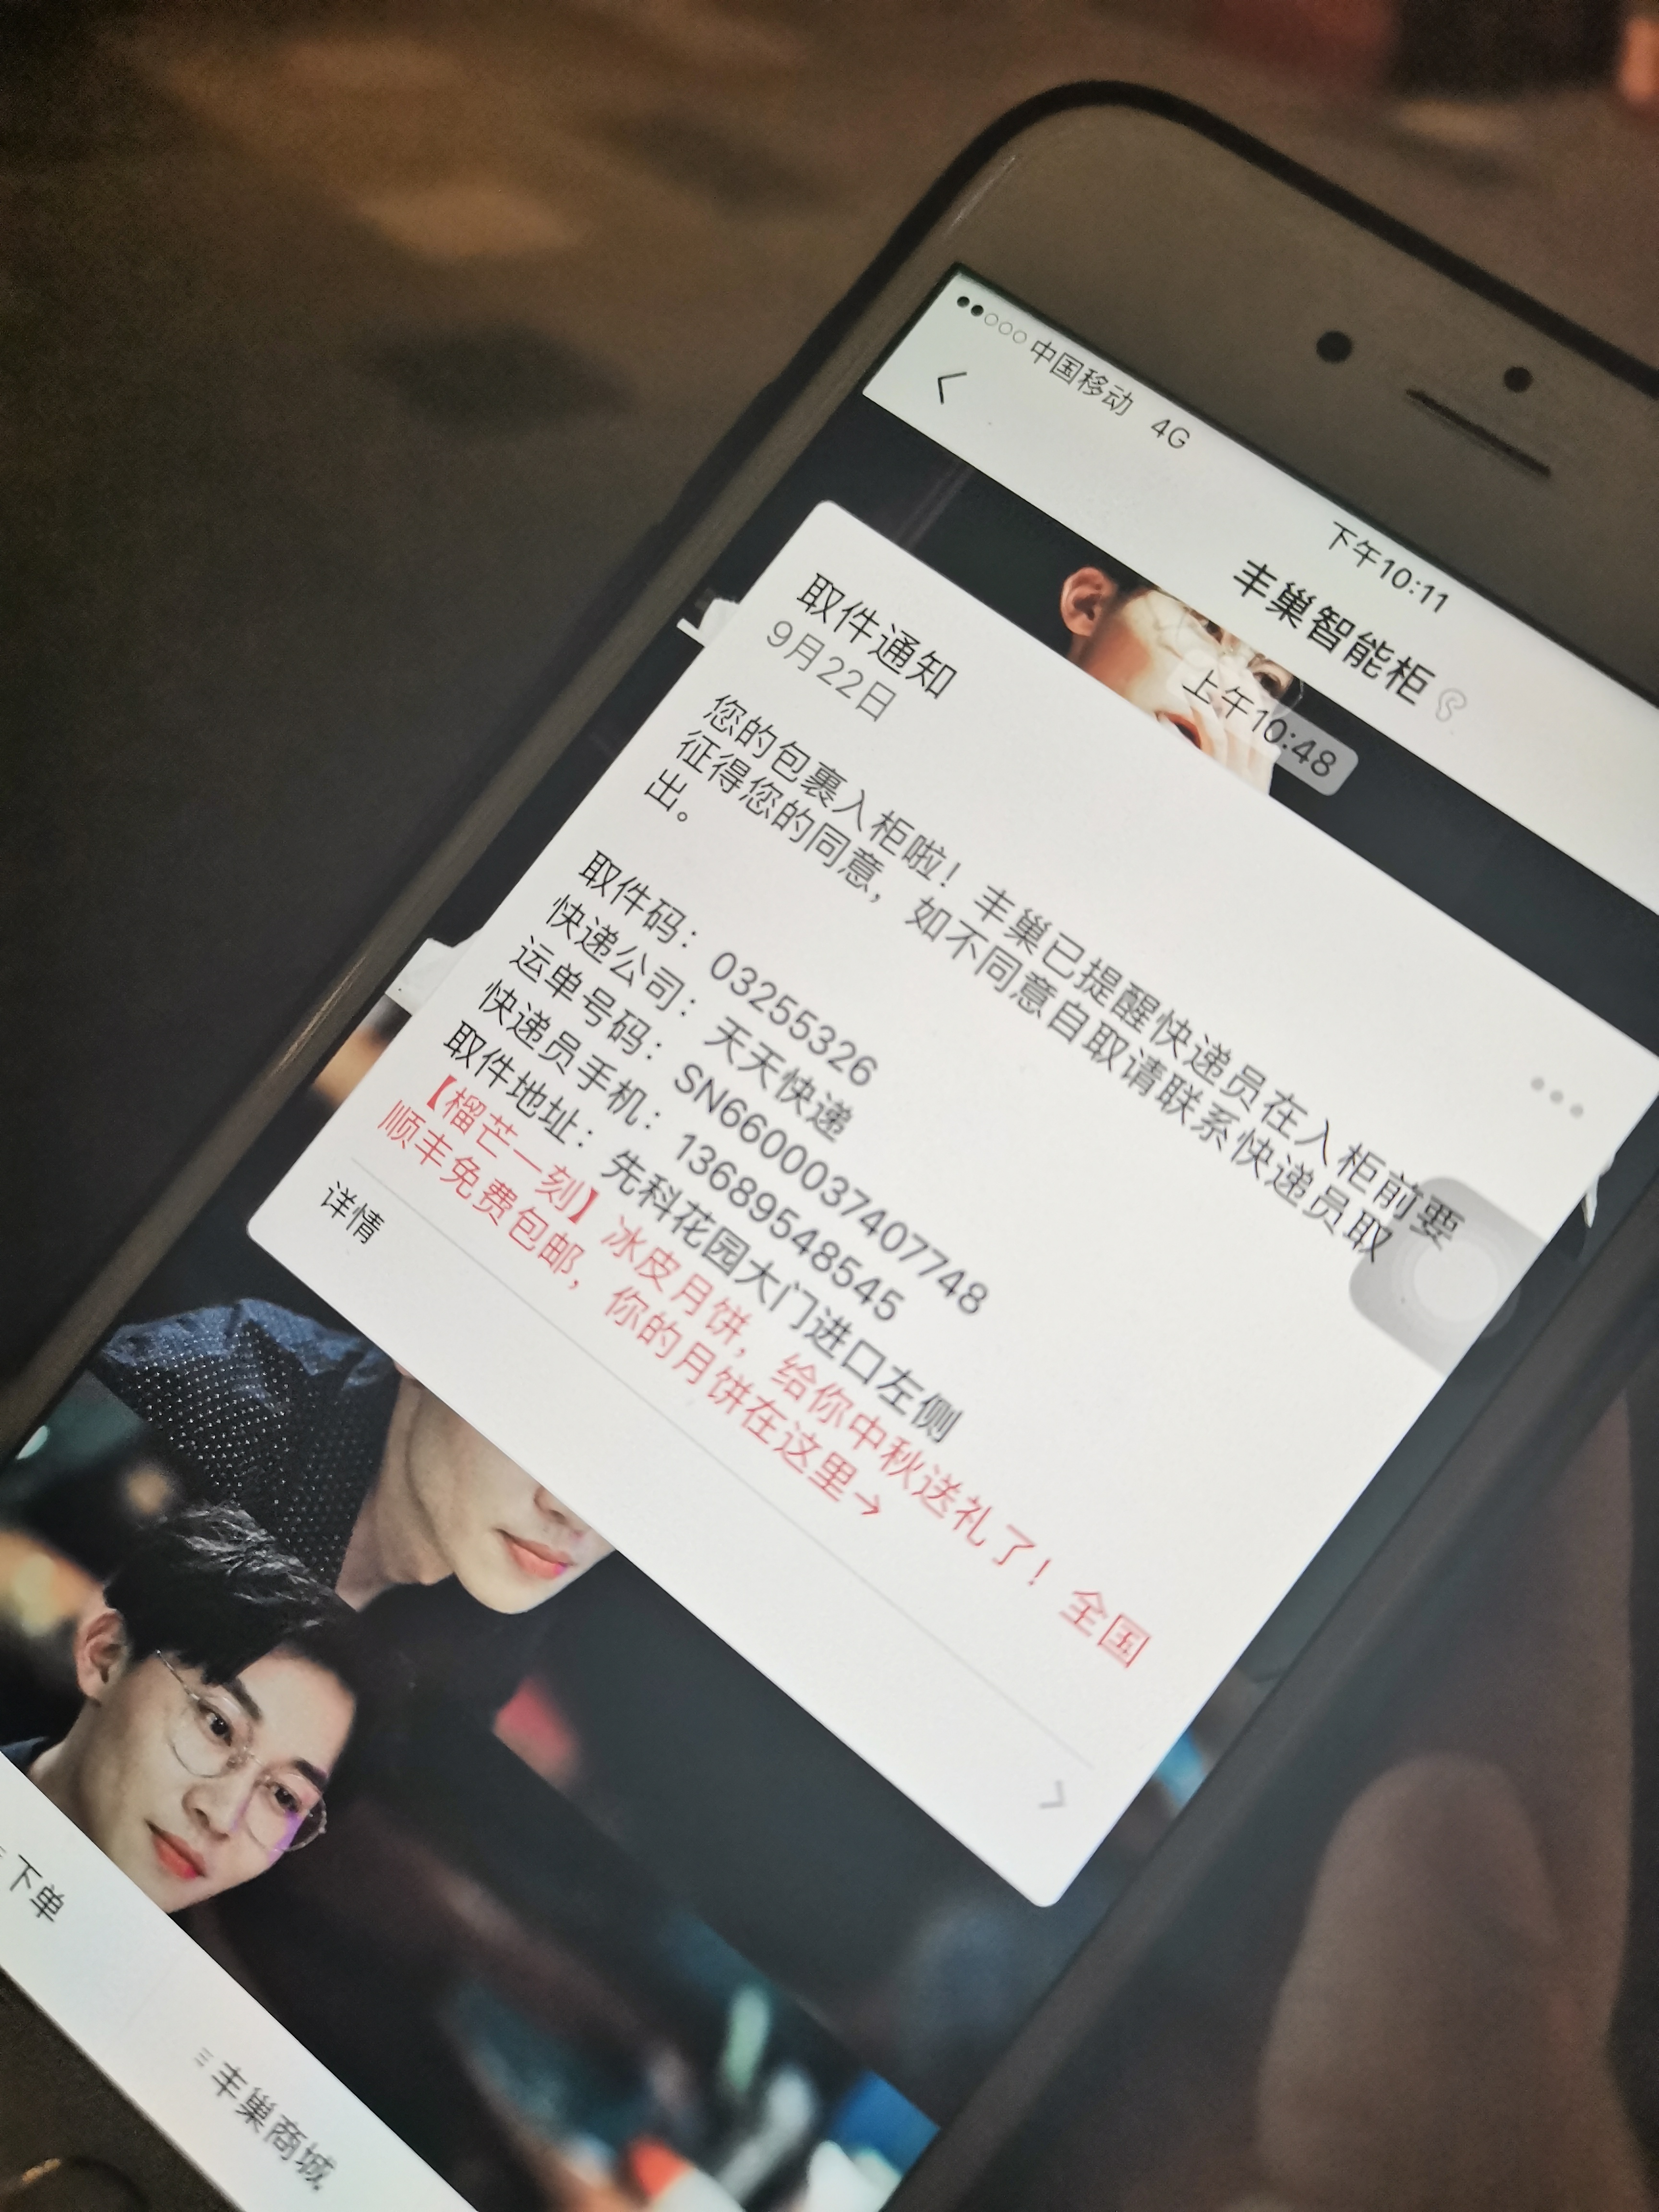 中国移动 4G
下午10:11
丰巢智能柜
上午10:48
取件通知
9月22日
您的包裹入柜啦！丰巢已提醒快递员在入柜前要
征得您的同意，如不同意自取请联系快递员取
出。
取件码：03255326
快递公司：天天快递
运单号码：SN6600037407748
快递员手机：13689548545
取件地址：先科花园大门进口左侧
【榴芒一刻】冰皮月饼，给你中秋送礼了！全国
顺丰免费包邮，你的月饼在这里→
详情
下单
丰巢商城